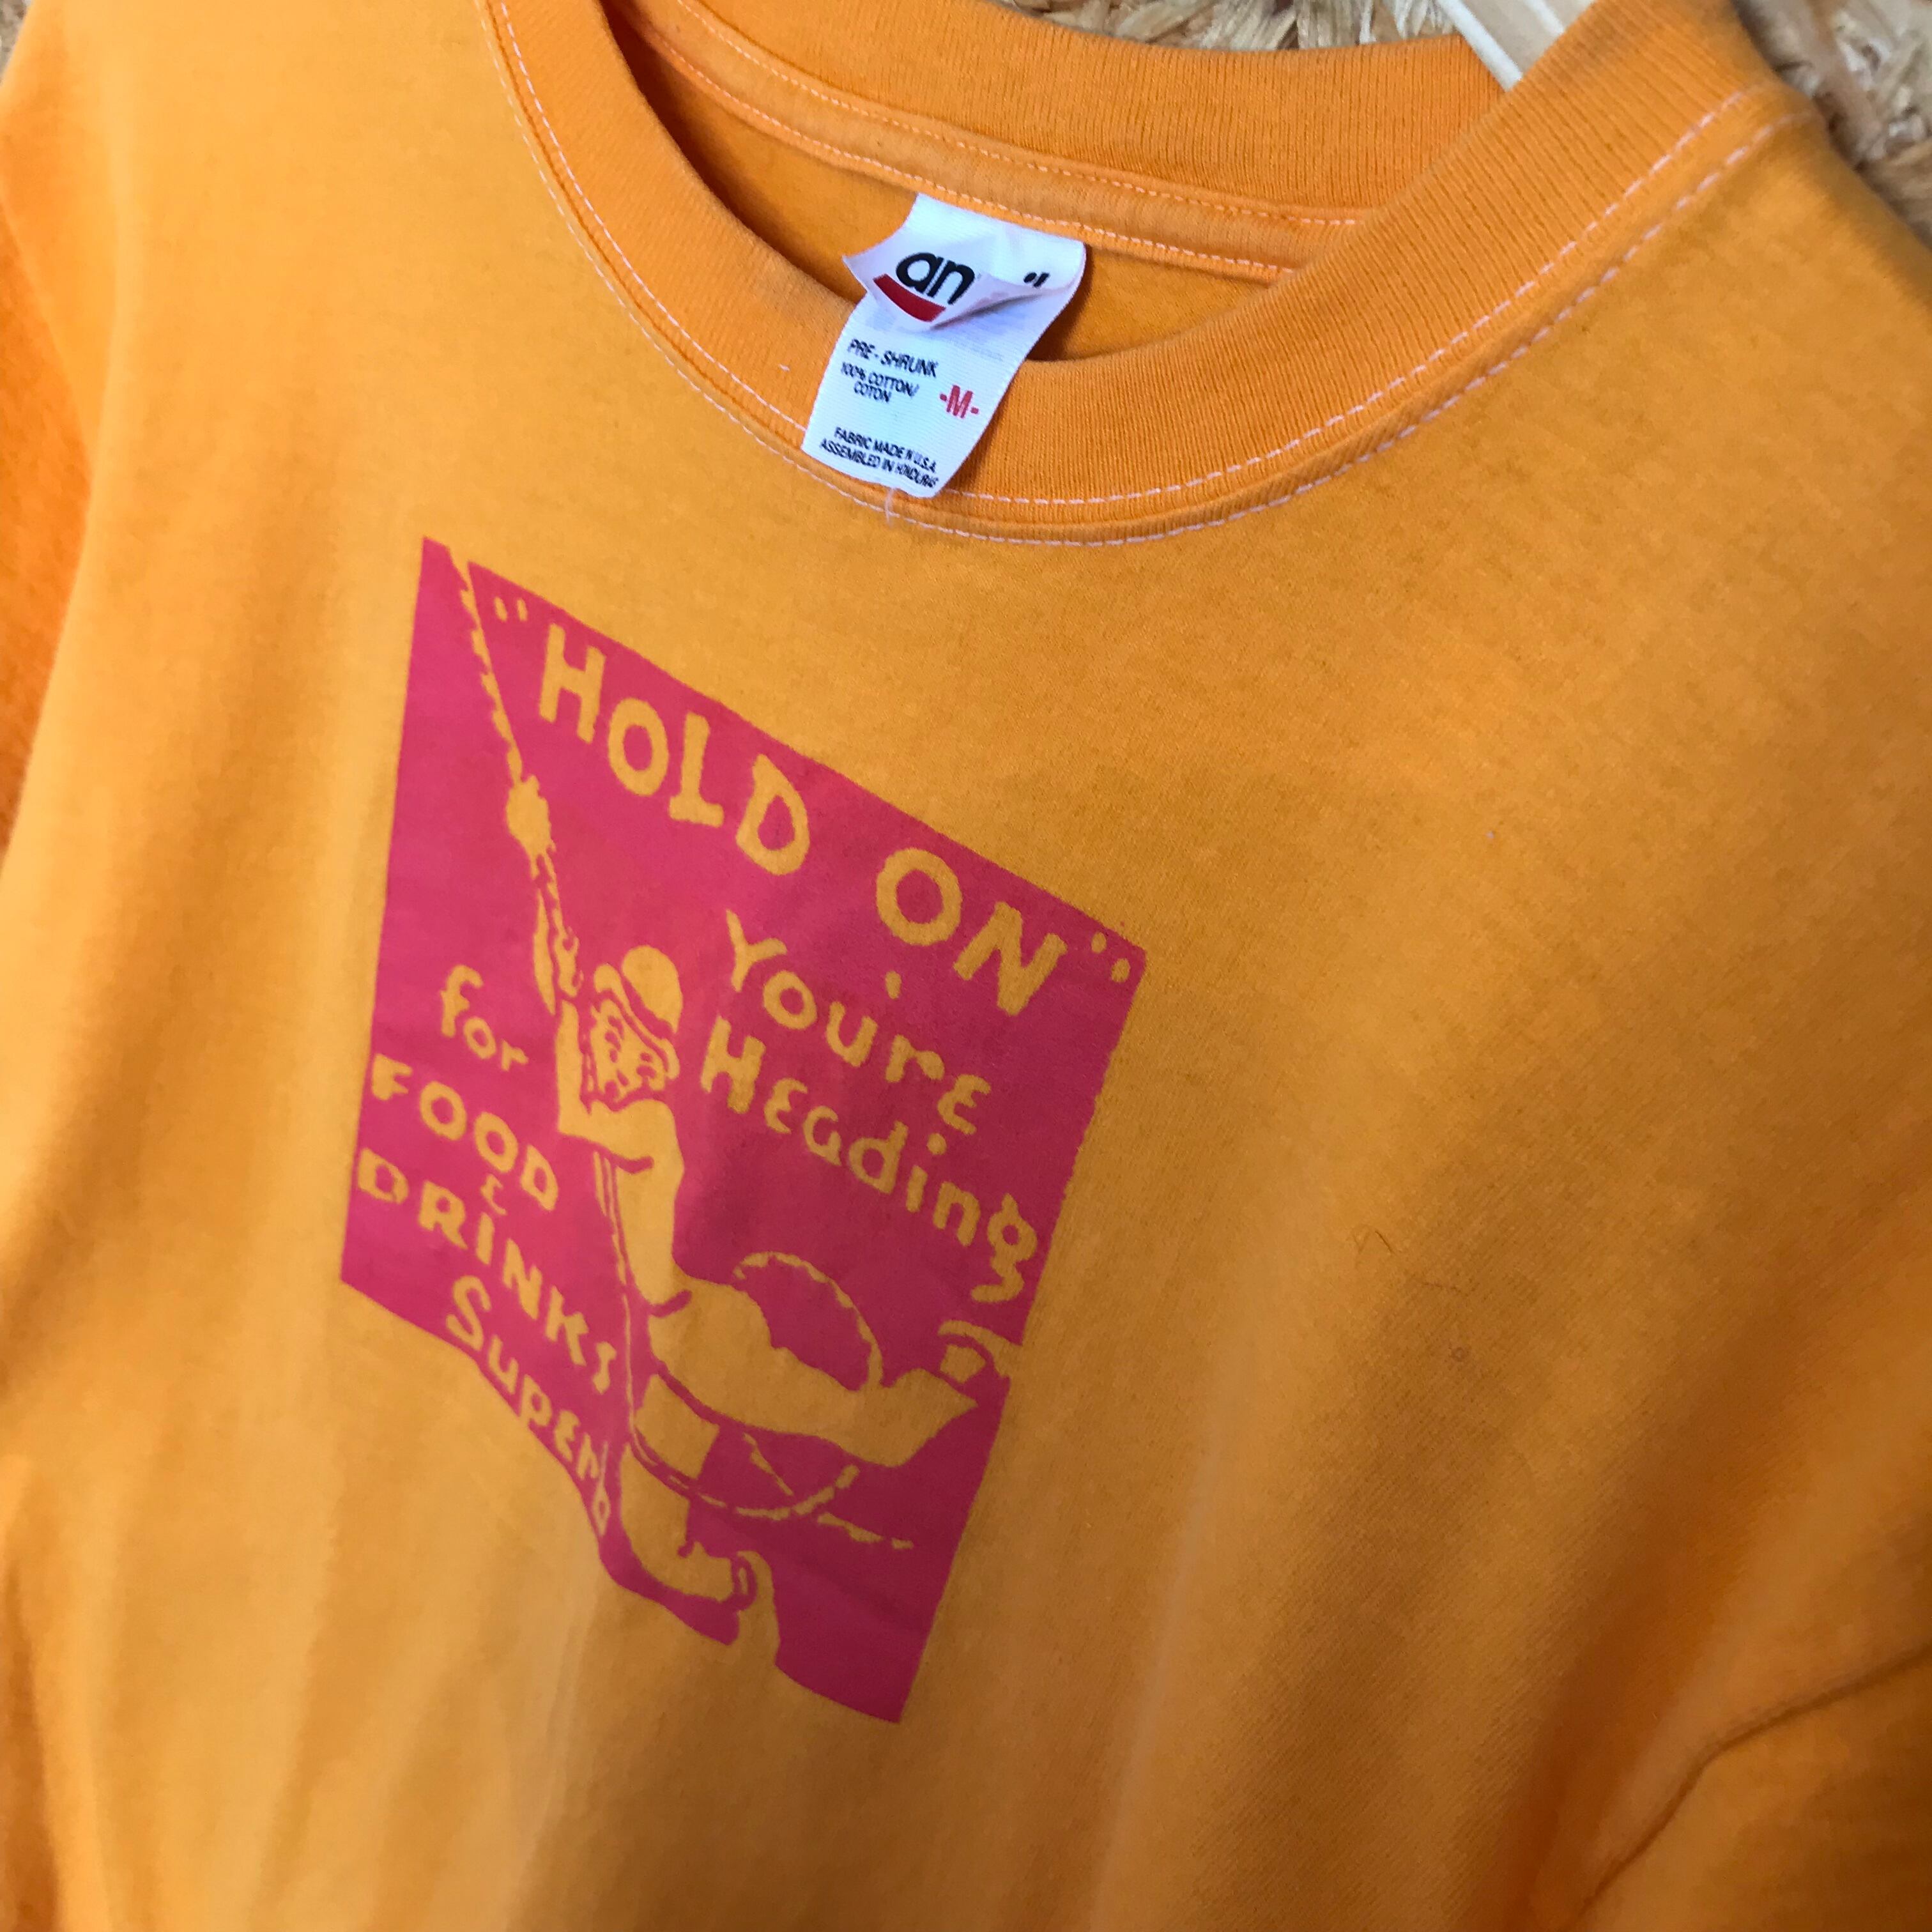 an
PRE-SHRUNK
100% COTTON/
COTON
-M-
FABRIC MADE IN U.S.A
ASSEMBLED IN HONDURAS
"HOLD ON"
You're
Heading
for
FOOD
&
DRINKS
Superb